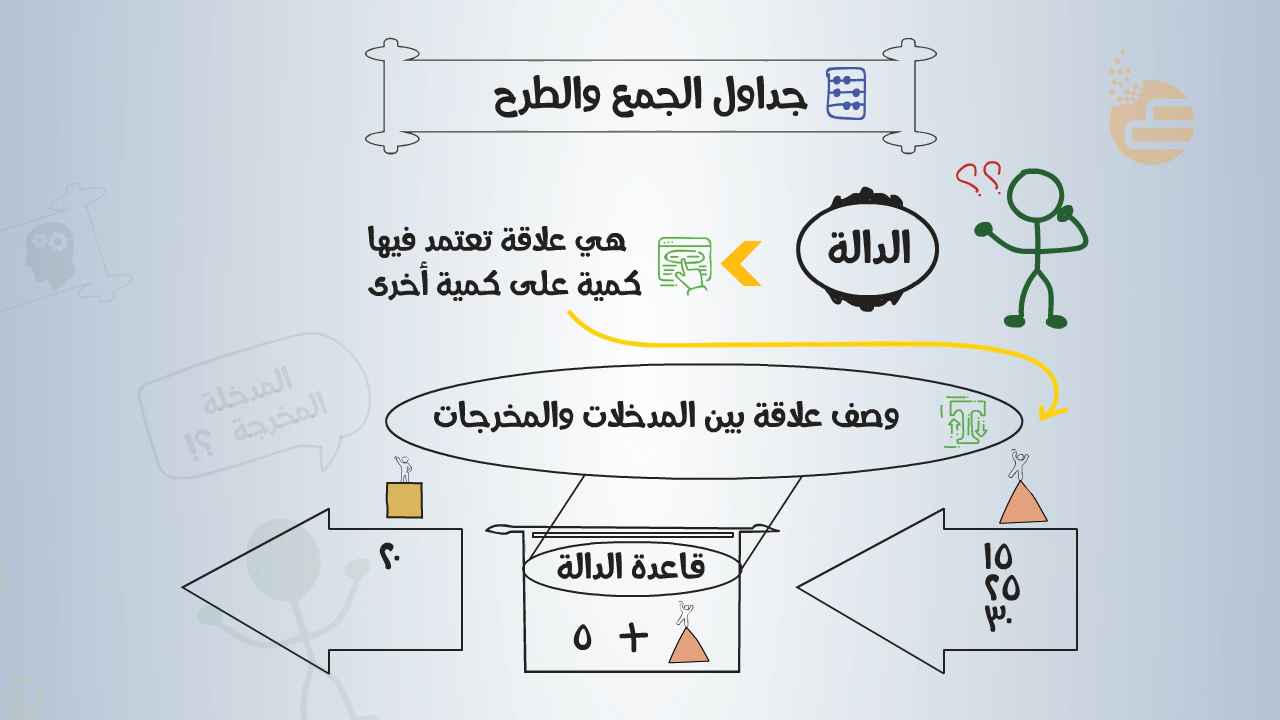 جداول الجمع والطرح
؟؟
الدالة
هي علاقة تعتمد فيها
كمية على كمية أخرى
وصف علاقة بين المدخلات والمخرجات
المدخلة
المخرجة ؟!
١٥
٢٥
٣٠
قاعدة الدالة
+ ٥
٢٠